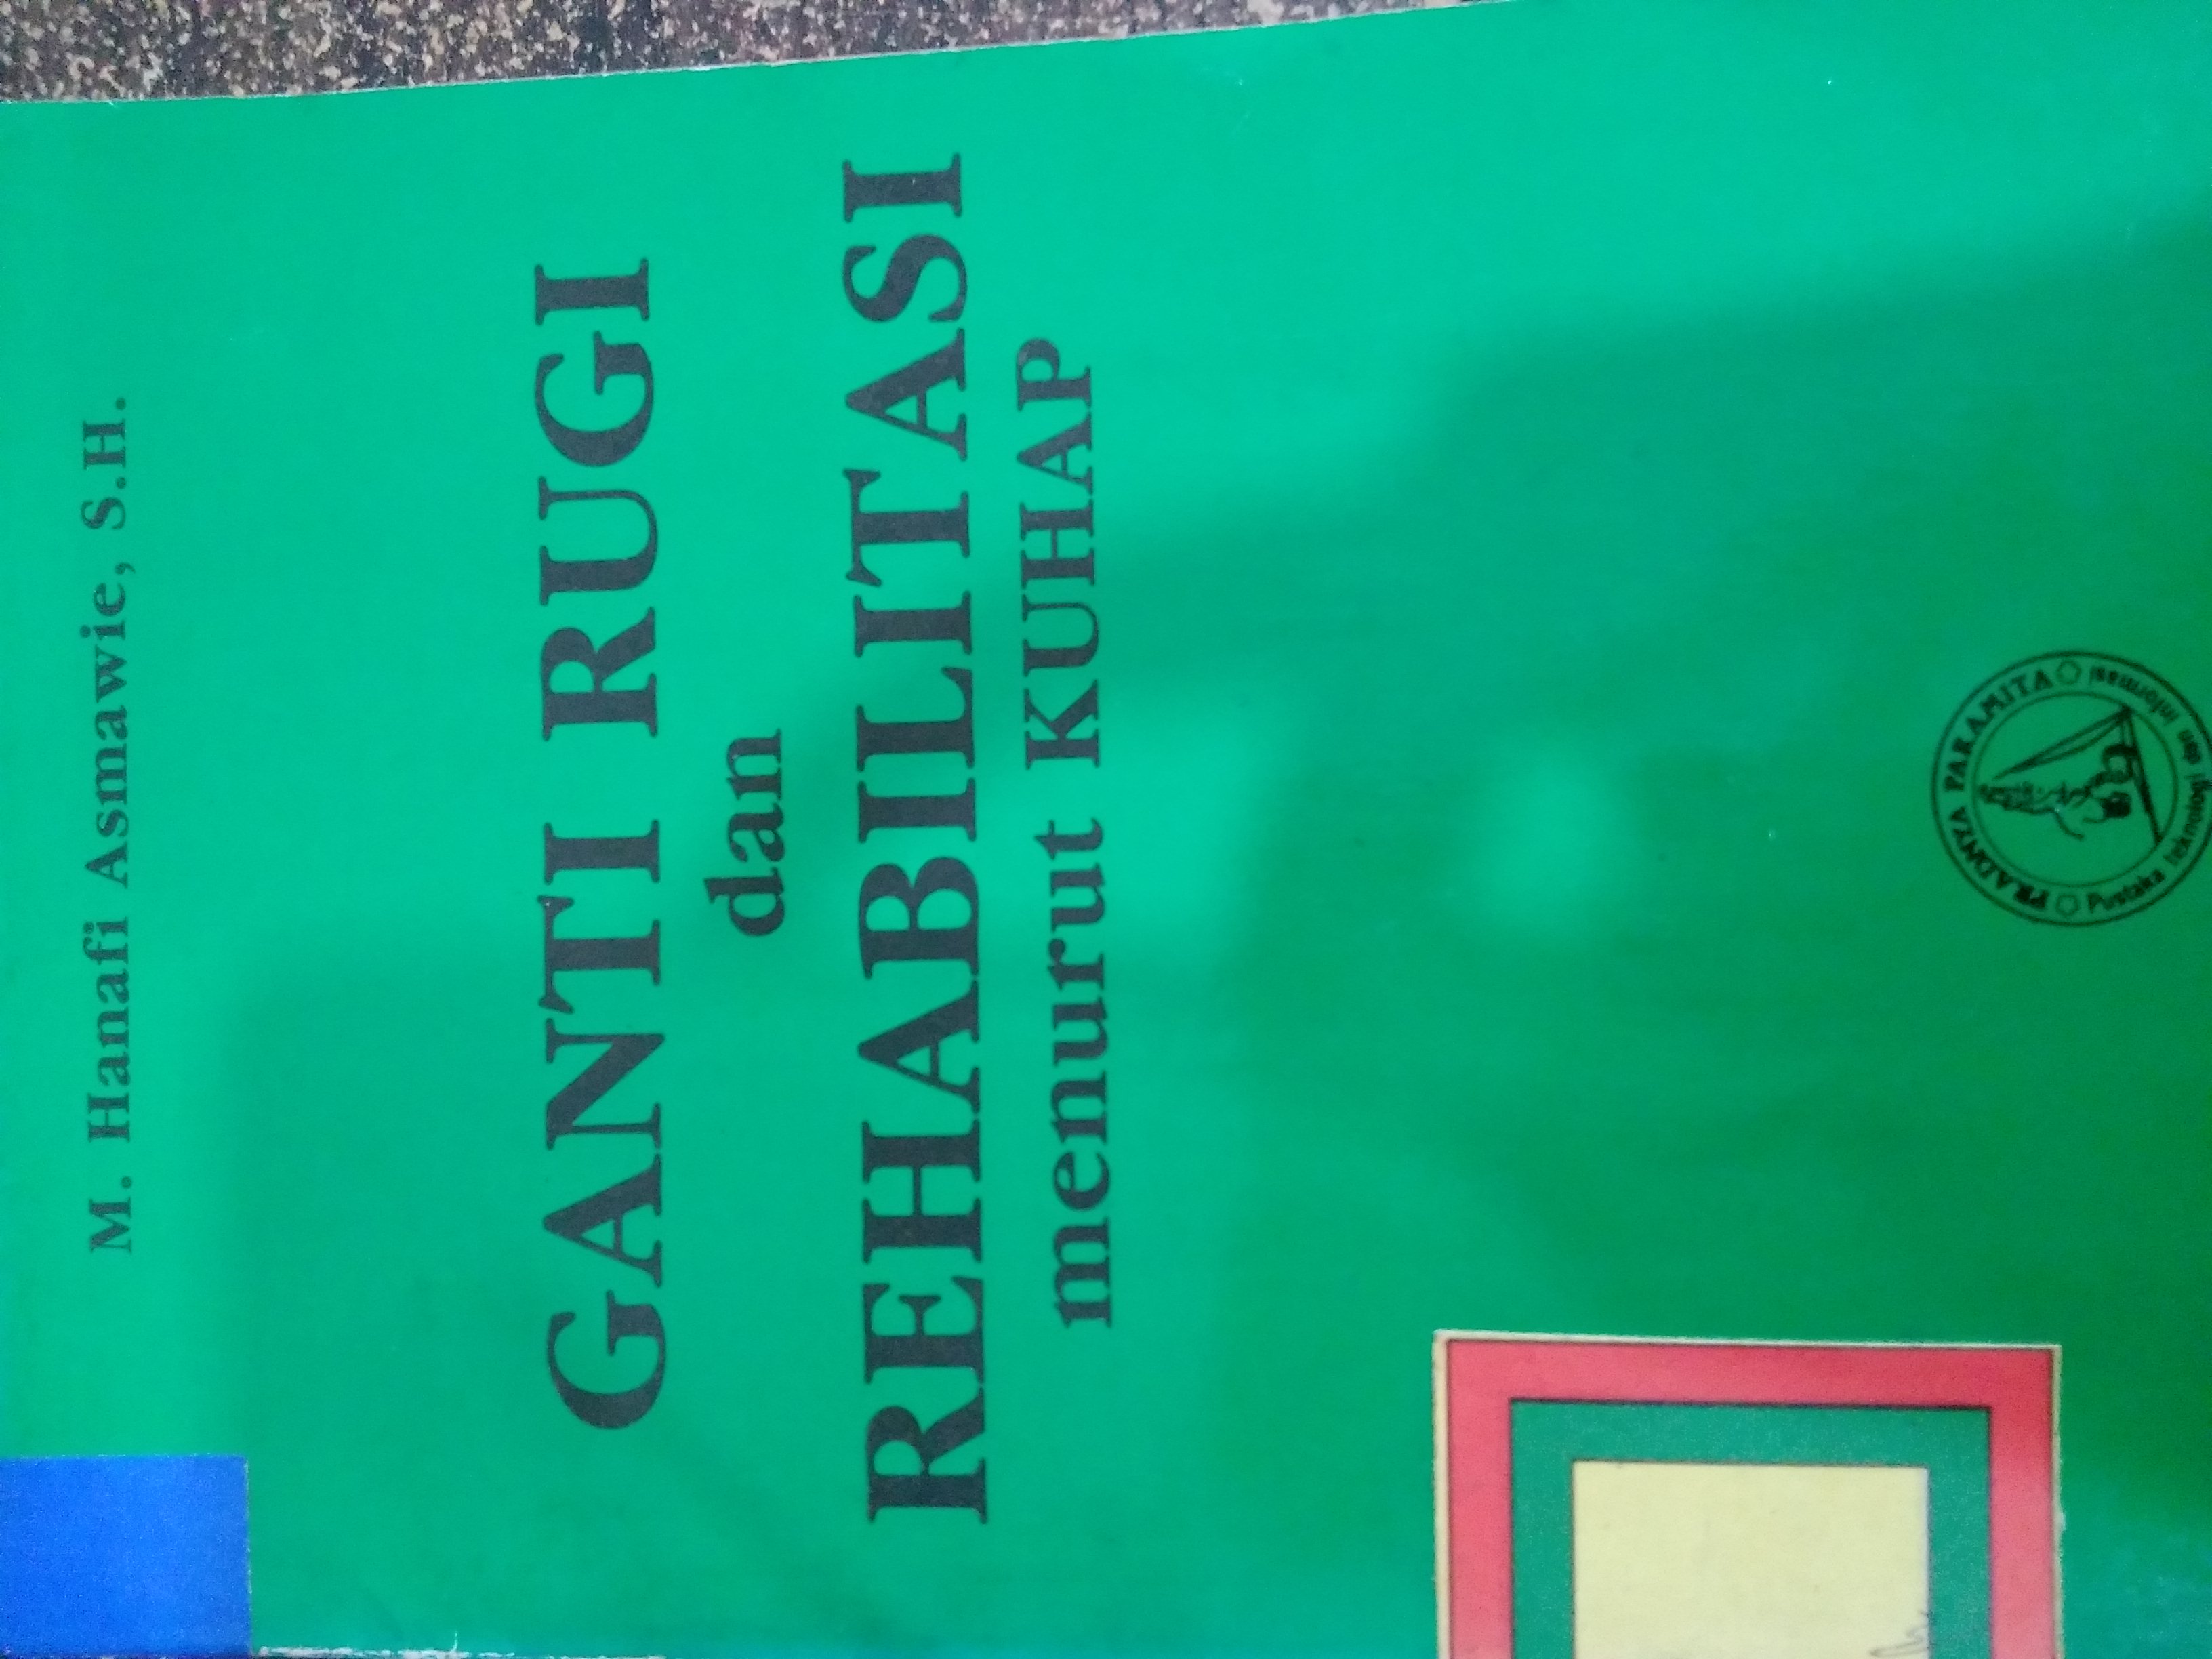 M. Hanafi Asmawie, S.H.
GANTI RUGI
dan
REHABILITASI
menurut KUHAP
PRADNYA PARAMITA
Pustaka teknologi dan informasi